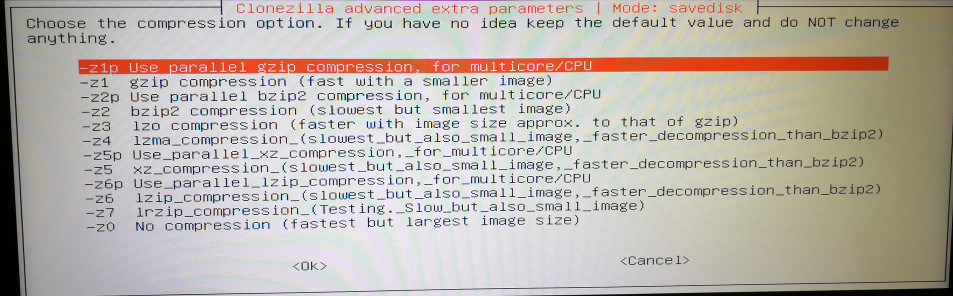 Clonezilla advanced extra parameters | Mode: savedisk
Choose the compression option. If you have no idea keep the default value and do NOT change
anything.
-z1p Use parallel gzip compression, for multicore/CPU
-z1 gzip compression (fast with a smaller image)
-z2p Use parallel bzip2 compression, for multicore/CPU
-z2 bzip2 compression (slowest but smallest image)
-z3 lzo compression (faster with image size approx. to that of gzip)
-z4 lzma_compression_(slowest_but_also_small_image,_faster_decompression_than_bzip2)
-z5p Use_parallel_xz_compression,_for_multicore/CPU
-z5 xz_compression_(slowest_but_also_small_image,_faster_decompression_than_bzip2)
-z6p Use_parallel_lzip_compression,_for_multicore/CPU
-z6 lzip_compression_(slowest_but_also_small_image,_faster_decompression_than_bzip2)
-z7 lrzip_compression_(Testing._Slow_but_also_small_image)
-z0 No compression (fastest but largest image size)
<Ok> <Cancel>